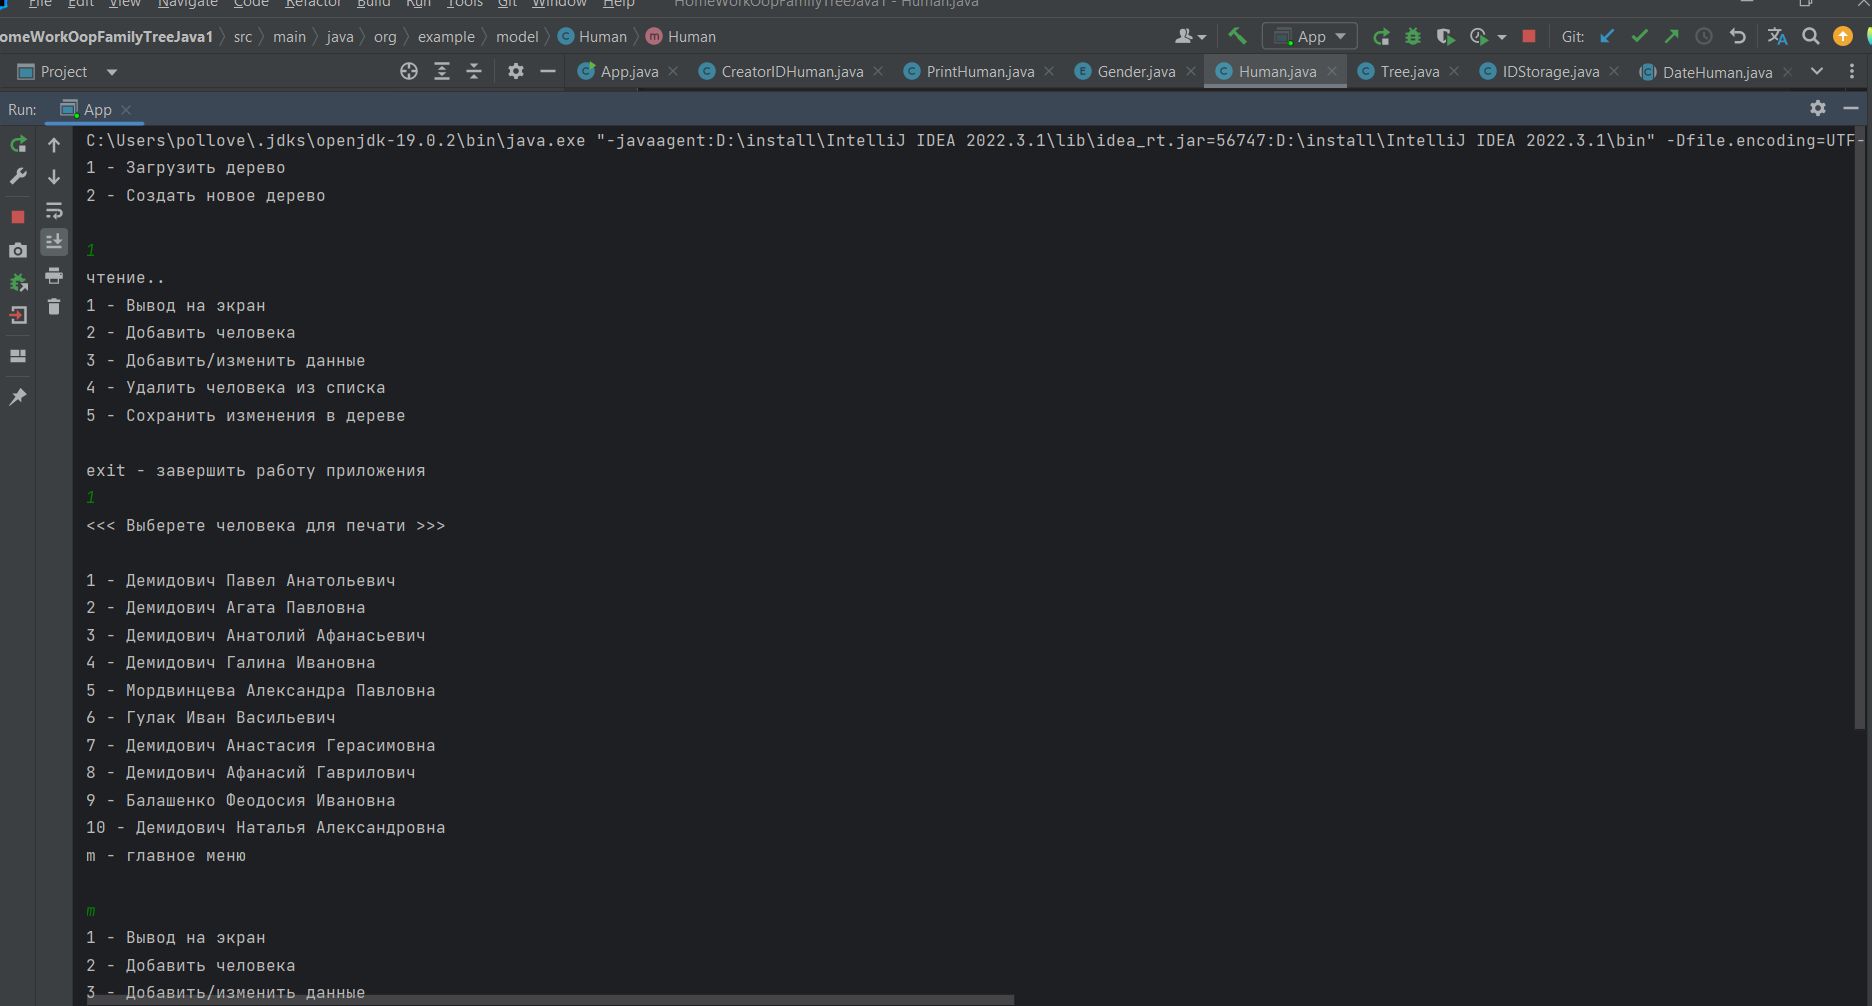 File Edit View Navigate Code Refactor Build Run Tools Git Window Help HomeWorkOopFamilyTreeJava1 - Human.java
omeWorkOopFamilyTreeJava1 src main java org example model Human Human App Git:
Project App.java CreatorIDHuman.java PrintHuman.java Gender.java Human.java Tree.java IDStorage.java DateHuman.java
Run: App
C:\Users\pollove\.jdks\openjdk-19.0.2\bin\java.exe "-javaagent:D:\install\IntelliJ IDEA 2022.3.1\lib\idea_rt.jar=56747:D:\install\IntelliJ IDEA 2022.3.1\bin" -Dfile.encoding=UTF-
1 - Загрузить дерево
2 - Создать новое дерево
1
чтение..
1 - Вывод на экран
2 - Добавить человека
3 - Добавить/изменить данные
4 - Удалить человека из списка
5 - Сохранить изменения в дереве
exit - завершить работу приложения
1
<<< Выберете человека для печати >>>
1 - Демидович Павел Анатольевич
2 - Демидович Агата Павловна
3 - Демидович Анатолий Афанасьевич
4 - Демидович Галина Ивановна
5 - Мордвинцева Александра Павловна
6 - Гулак Иван Васильевич
7 - Демидович Анастасия Герасимовна
8 - Демидович Афанасий Гаврилович
9 - Балашенко Феодосия Ивановна
10 - Демидович Наталья Александровна
m - главное меню
m
1 - Вывод на экран
2 - Добавить человека
3 - Добавить/изменить данные